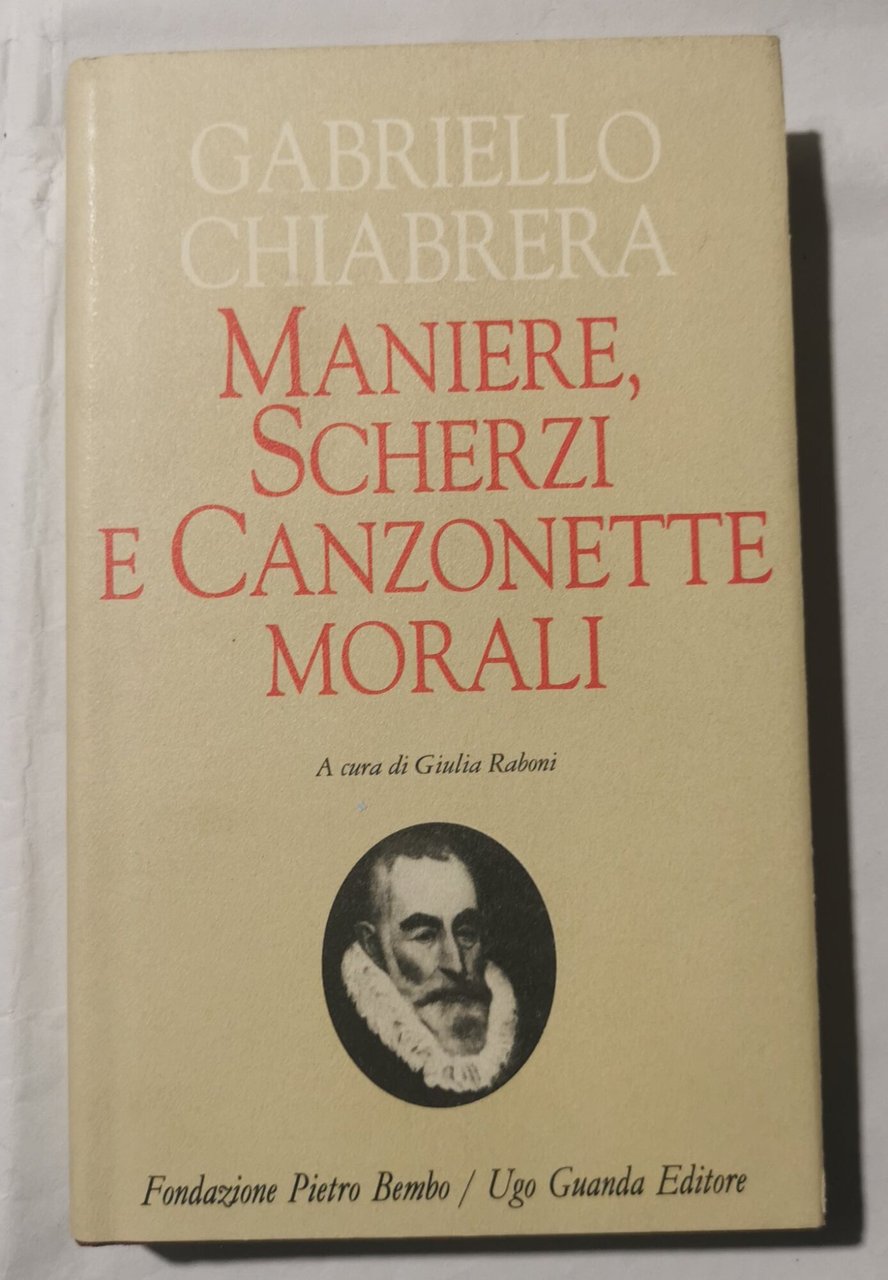 GABRIELLO
CHIABRERA
MANIERE,
SCHERZI
E CANZONETTE
MORALI
A cura di Giulia Raboni
Fondazione Pietro Bembo / Ugo Guanda Editore